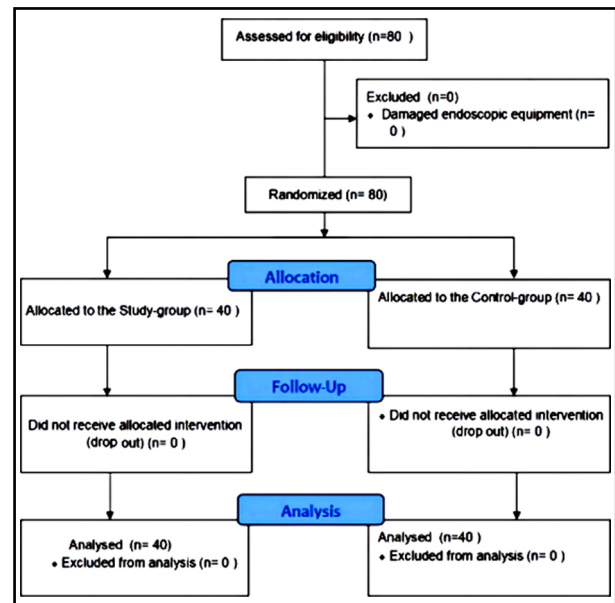 Assessed for eligibility (n=80 )
Excluded (n=0)
♦ Damaged endoscopic equipment (n=
0 )
Randomized (n= 80)
Allocation
Allocated to the Study-group (n= 40 )
Allocated to the Control-group (n= 40 )
Follow-Up
Did not receive allocated intervention
(drop out) (n= 0 )
♦ Did not receive allocated intervention
(drop out) (n= 0 )
Analysis
Analysed (n= 40)
♦ Excluded from analysis (n= 0 )
Analysed (n=40 )
♦ Excluded from analysis (n= 0 )